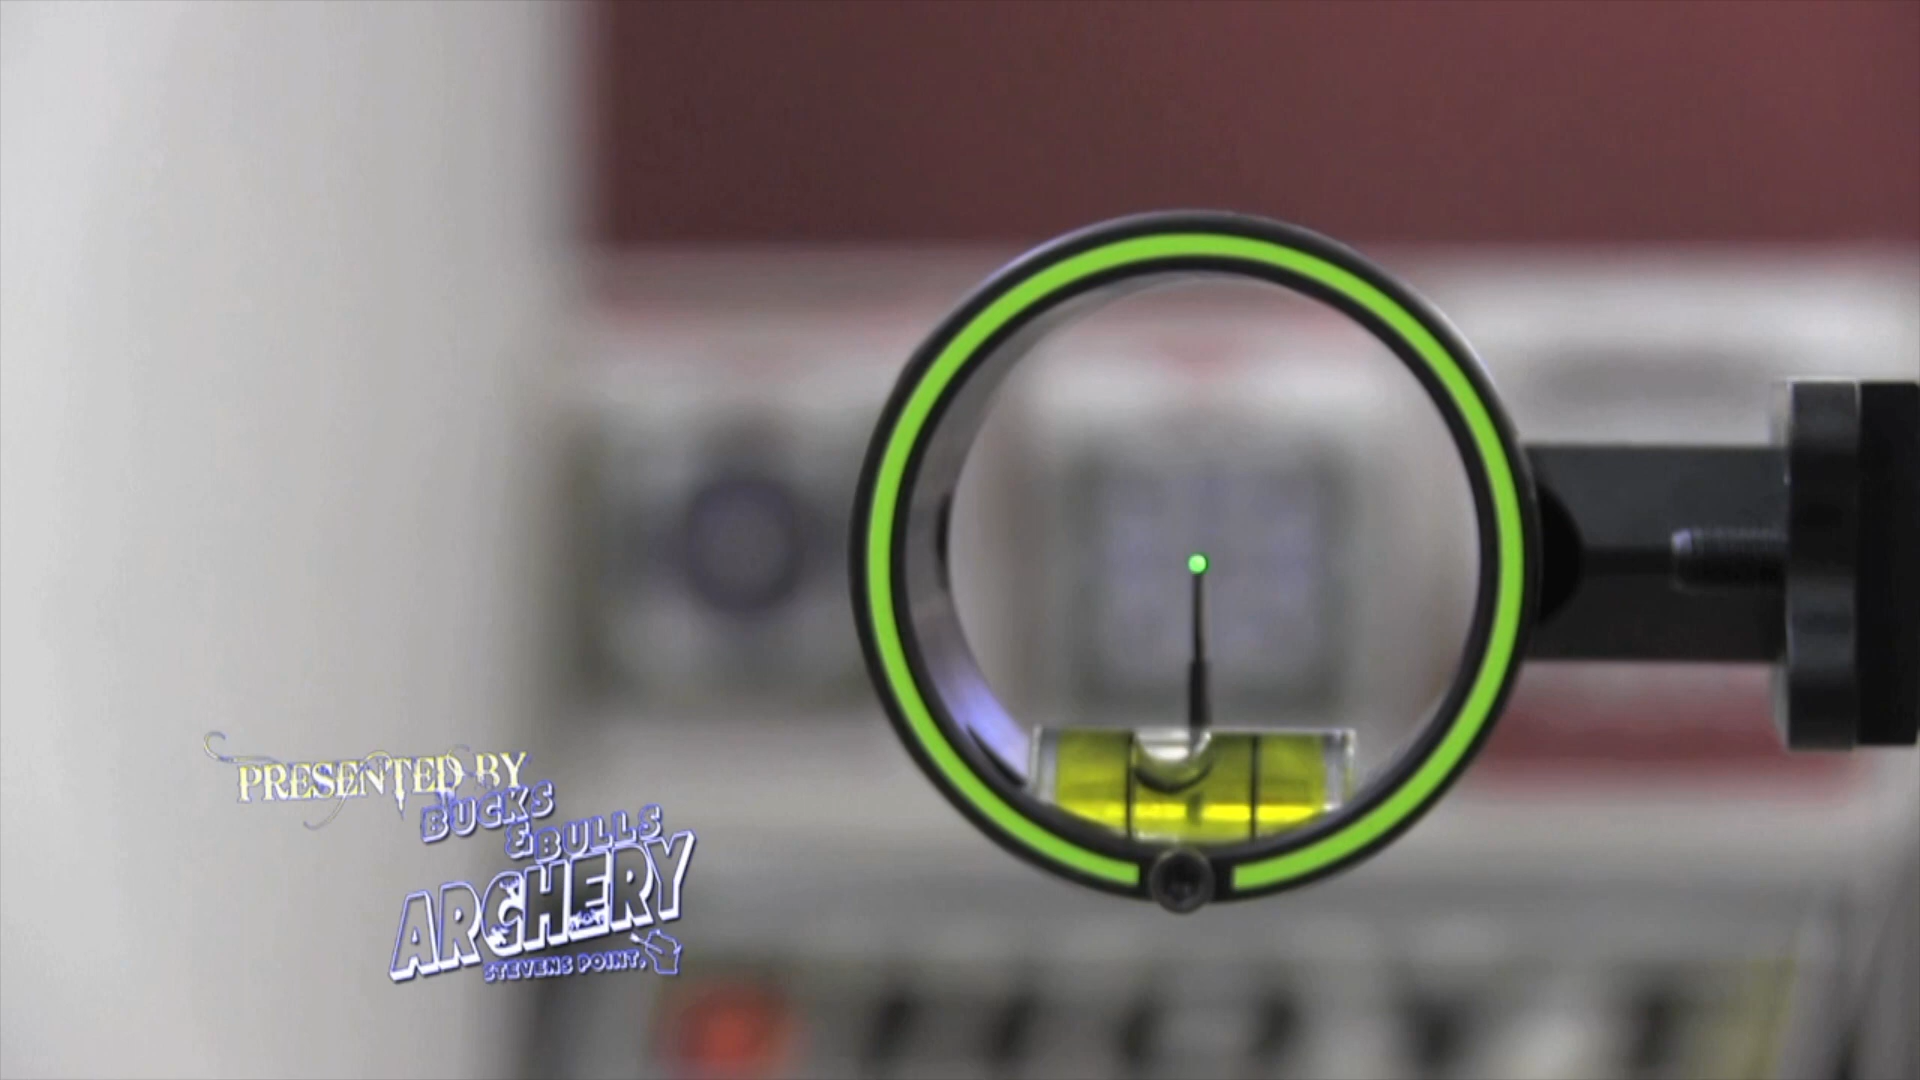 PRESENTED BY
BUCKS
& BULLS
ARCHERY
STEVENS POINT,